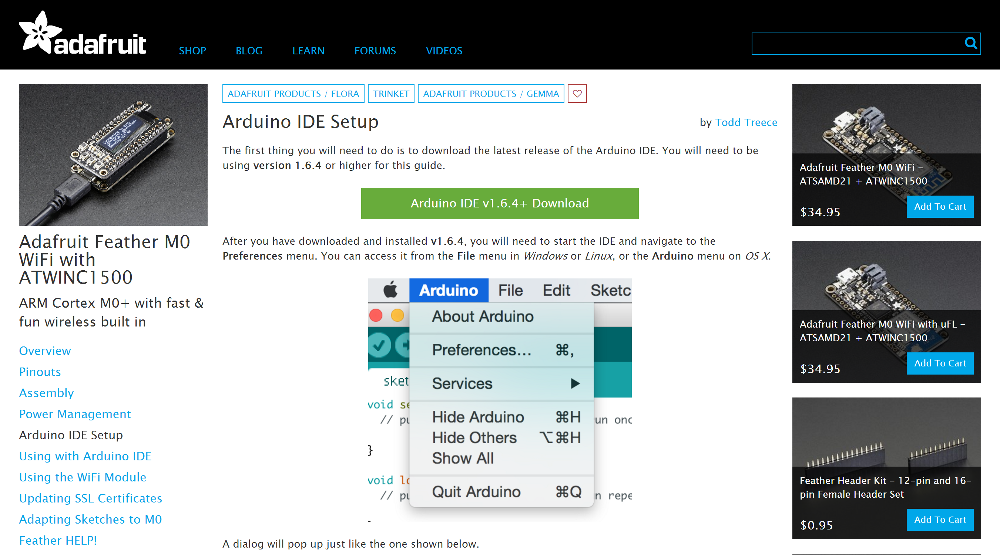 adafruit
SHOP BLOG LEARN FORUMS VIDEOS
Connecting to SSID
adafruit
Connected!
Sending val #0
Adafruit Feather M0
WiFi with
ATWINC1500
ARM Cortex M0+ with fast &
fun wireless built in
Overview
Pinouts
Assembly
Power Management
Arduino IDE Setup
Using with Arduino IDE
Using the WiFi Module
Updating SSL Certificates
Adapting Sketches to M0
Feather HELP!
ADAFRUIT PRODUCTS / FLORA TRINKET ADAFRUIT PRODUCTS / GEMMA
Arduino IDE Setup
by Todd Treece
The first thing you will need to do is to download the latest release of the Arduino IDE. You will need to be
using version 1.6.4 or higher for this guide.
Arduino IDE v1.6.4+ Download
After you have downloaded and installed v1.6.4, you will need to start the IDE and navigate to the
Preferences menu. You can access it from the File menu in Windows or Linux, or the Arduino menu on OS X.
Arduino File Edit Sketc
About Arduino
Preferences... ⌘,
sket Services ▶
void se
// pu Hide Arduino ⌘H run onc
Hide Others ⌥⌘H
}
Show All
void lo
// pu Quit Arduino ⌘Q n repe
A dialog will pop up just like the one shown below.
Adafruit Feather M0 WiFi -
ATSAMD21 + ATWINC1500
$34.95 Add To Cart
Adafruit Feather M0 WiFi with uFL -
ATSAMD21 + ATWINC1500
$34.95 Add To Cart
Feather Header Kit - 12-pin and 16-
pin Female Header Set
$0.95 Add To Cart